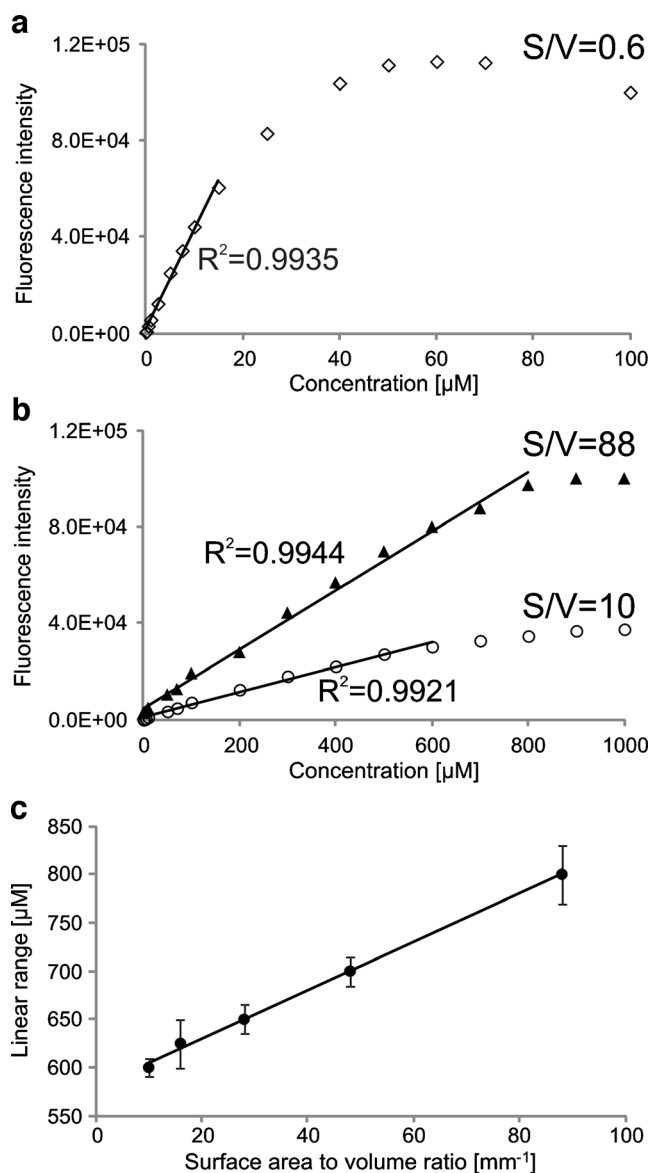 a
1.2E+05
S/V=0.6
8.0E+04
4.0E+04
R²=0.9935
0.0E+00
0 20 40 60 80 100
Fluorescence intensity
Concentration [µM]
b
1.2E+05
S/V=88
8.0E+04
R²=0.9944
S/V=10
4.0E+04
R²=0.9921
0.0E+00
0 200 400 600 800 1000
Fluorescence intensity
Concentration [µM]
c
850
800
750
700
650
600
550
0 20 40 60 80 100
Linear range [µM]
Surface area to volume ratio [mm⁻¹]